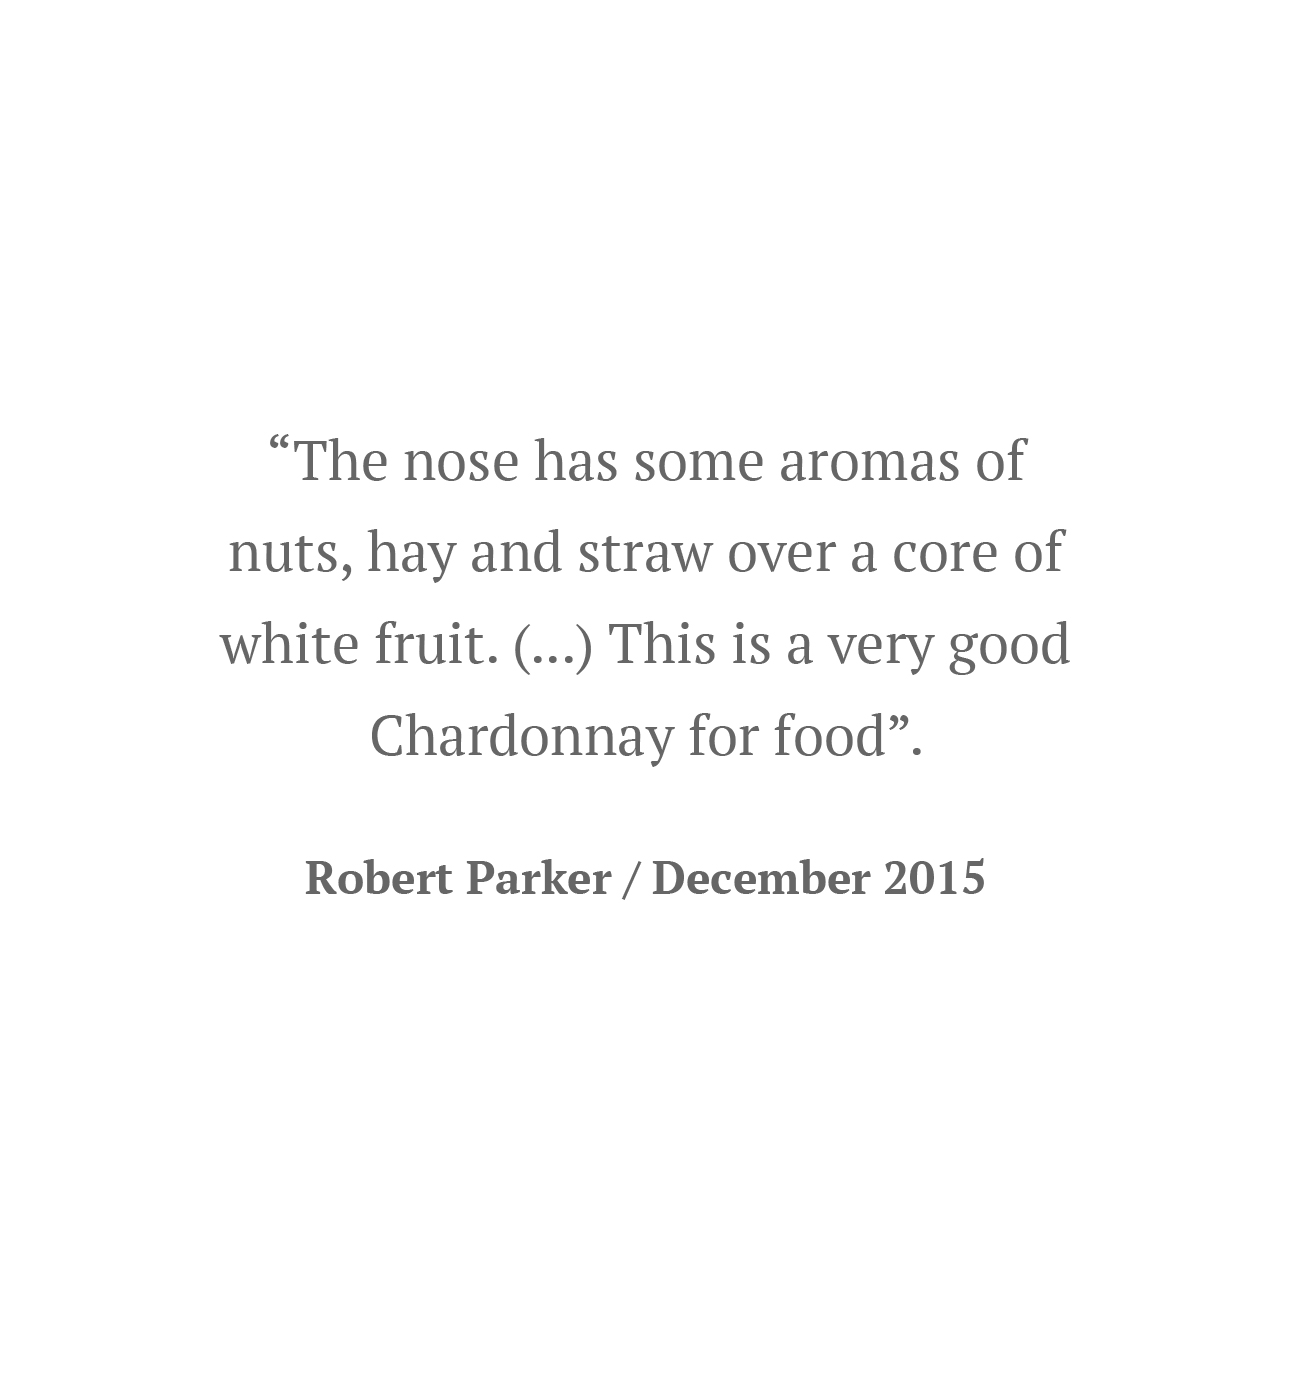 “The nose has some aromas of
nuts, hay and straw over a core of
white fruit. (...) This is a very good
Chardonnay for food”.
Robert Parker / December 2015